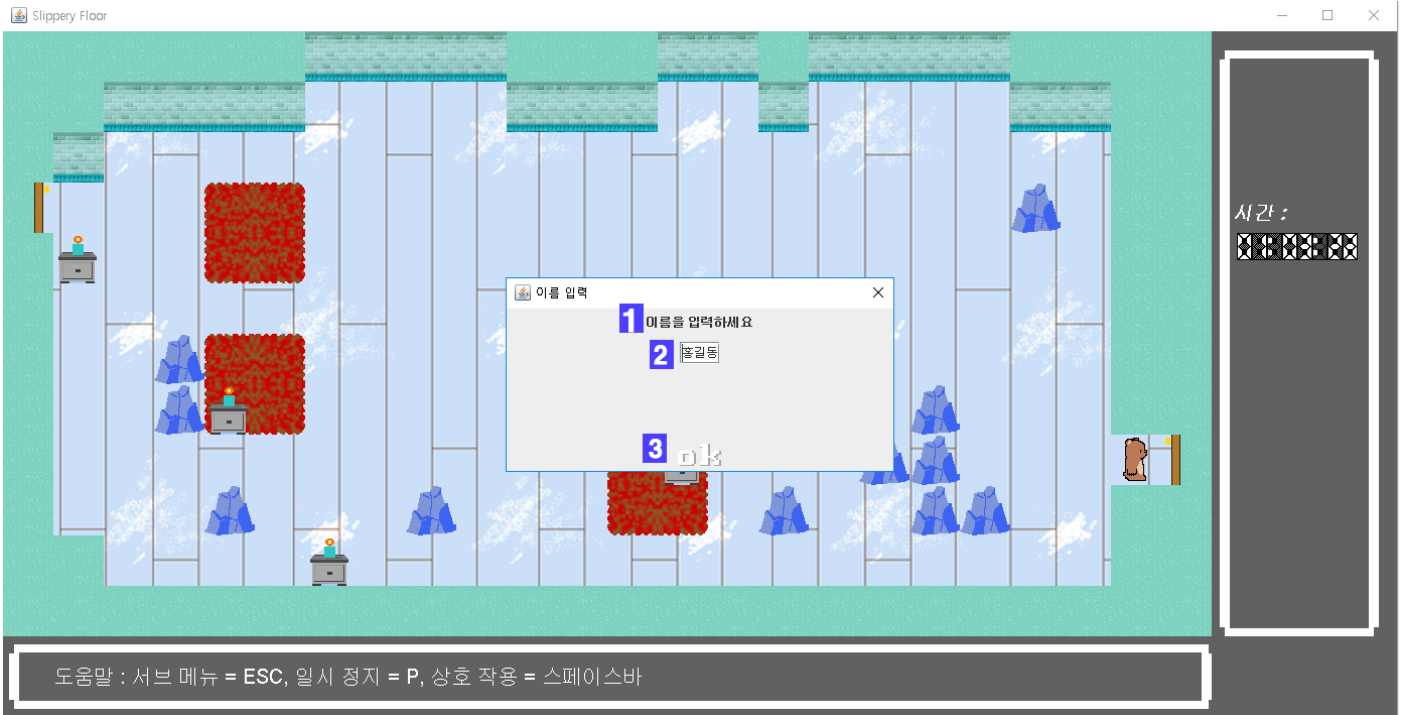 Slippery Floor
시간 :
이름 입력
1 이름을 입력하세요
2 홍길동
3 ok
도움말 : 서브 메뉴 = ESC, 일시 정지 = P, 상호 작용 = 스페이스바